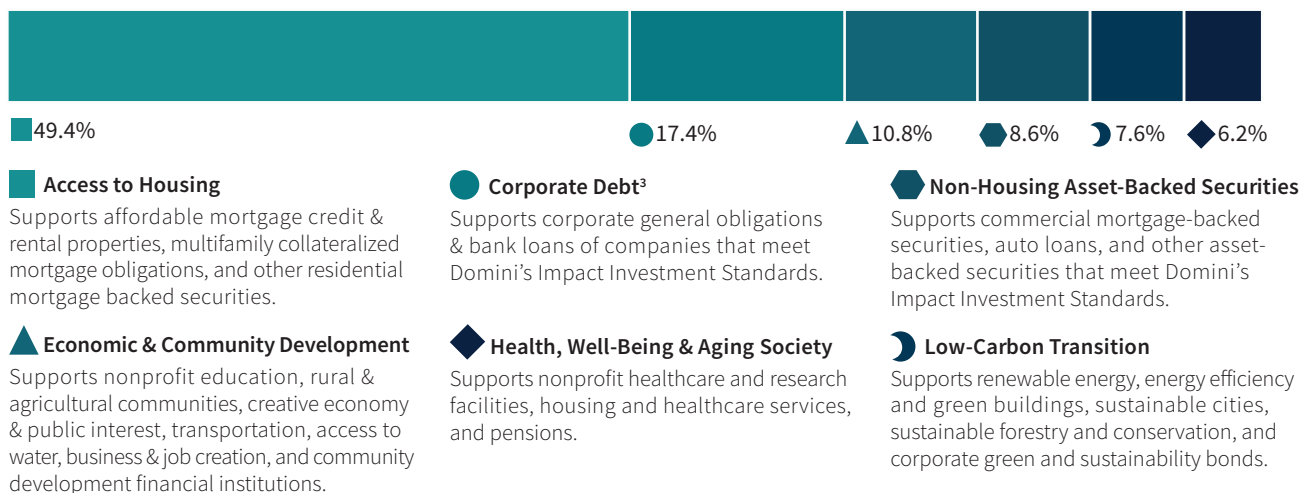 49.4%
17.4%
10.8%
8.6%
7.6%
6.2%
Access to Housing
Supports affordable mortgage credit &
rental properties, multifamily collateralized
mortgage obligations, and other residential
mortgage backed securities.
Corporate Debt³
Supports corporate general obligations
& bank loans of companies that meet
Domini’s Impact Investment Standards.
Non-Housing Asset-Backed Securities
Supports commercial mortgage-backed
securities, auto loans, and other asset-
backed securities that meet Domini’s
Impact Investment Standards.
Economic & Community Development
Supports nonprofit education, rural &
agricultural communities, creative economy
& public interest, transportation, access to
water, business & job creation, and community
development financial institutions.
Health, Well-Being & Aging Society
Supports nonprofit healthcare and research
facilities, housing and healthcare services,
and pensions.
Low-Carbon Transition
Supports renewable energy, energy efficiency
and green buildings, sustainable cities,
sustainable forestry and conservation, and
corporate green and sustainability bonds.